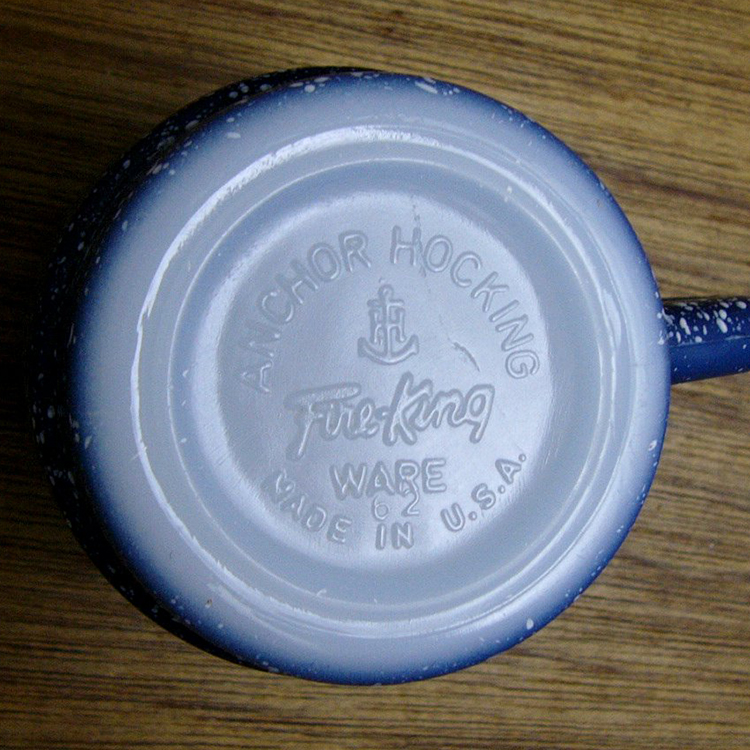 ANCHOR HOCKING
H
Fire-King
WARE
62
MADE IN U.S.A.